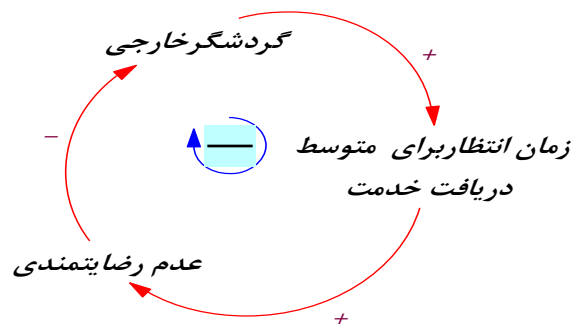 گردشگرخارجی
+
زمان انتظاربرای متوسط
دریافت خدمت
+
عدم رضایتمندی
−
—